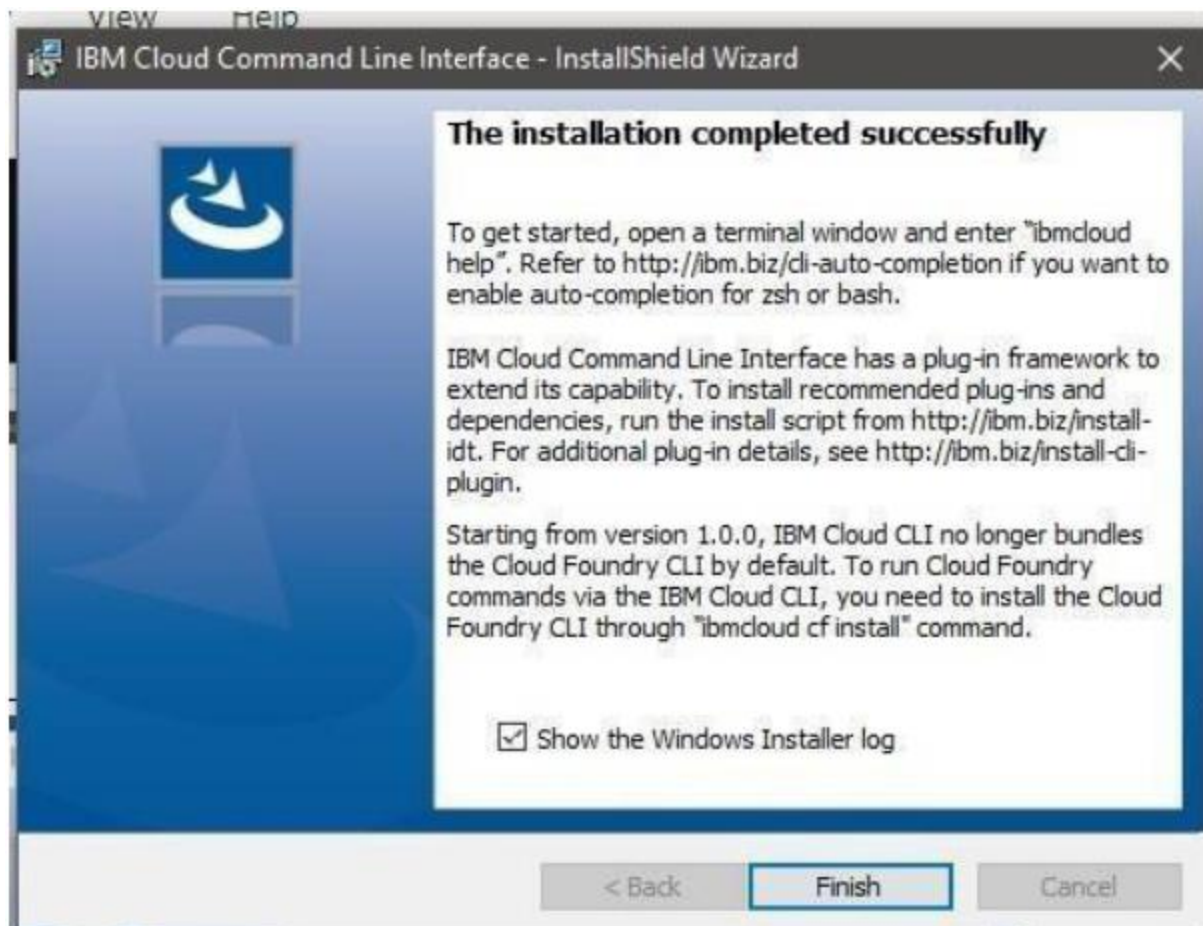 View Help
IBM Cloud Command Line Interface - InstallShield Wizard
The installation completed successfully
To get started, open a terminal window and enter "ibmcloud
help". Refer to http://ibm.biz/cli-auto-completion if you want to
enable auto-completion for zsh or bash.
IBM Cloud Command Line Interface has a plug-in framework to
extend its capability. To install recommended plug-ins and
dependencies, run the install script from http://ibm.biz/install-
idt. For additional plug-in details, see http://ibm.biz/install-cli-
plugin.
Starting from version 1.0.0, IBM Cloud CLI no longer bundles
the Cloud Foundry CLI by default. To run Cloud Foundry
commands via the IBM Cloud CLI, you need to install the Cloud
Foundry CLI through "ibmcloud cf install" command.
Show the Windows Installer log
< Back Finish Cancel